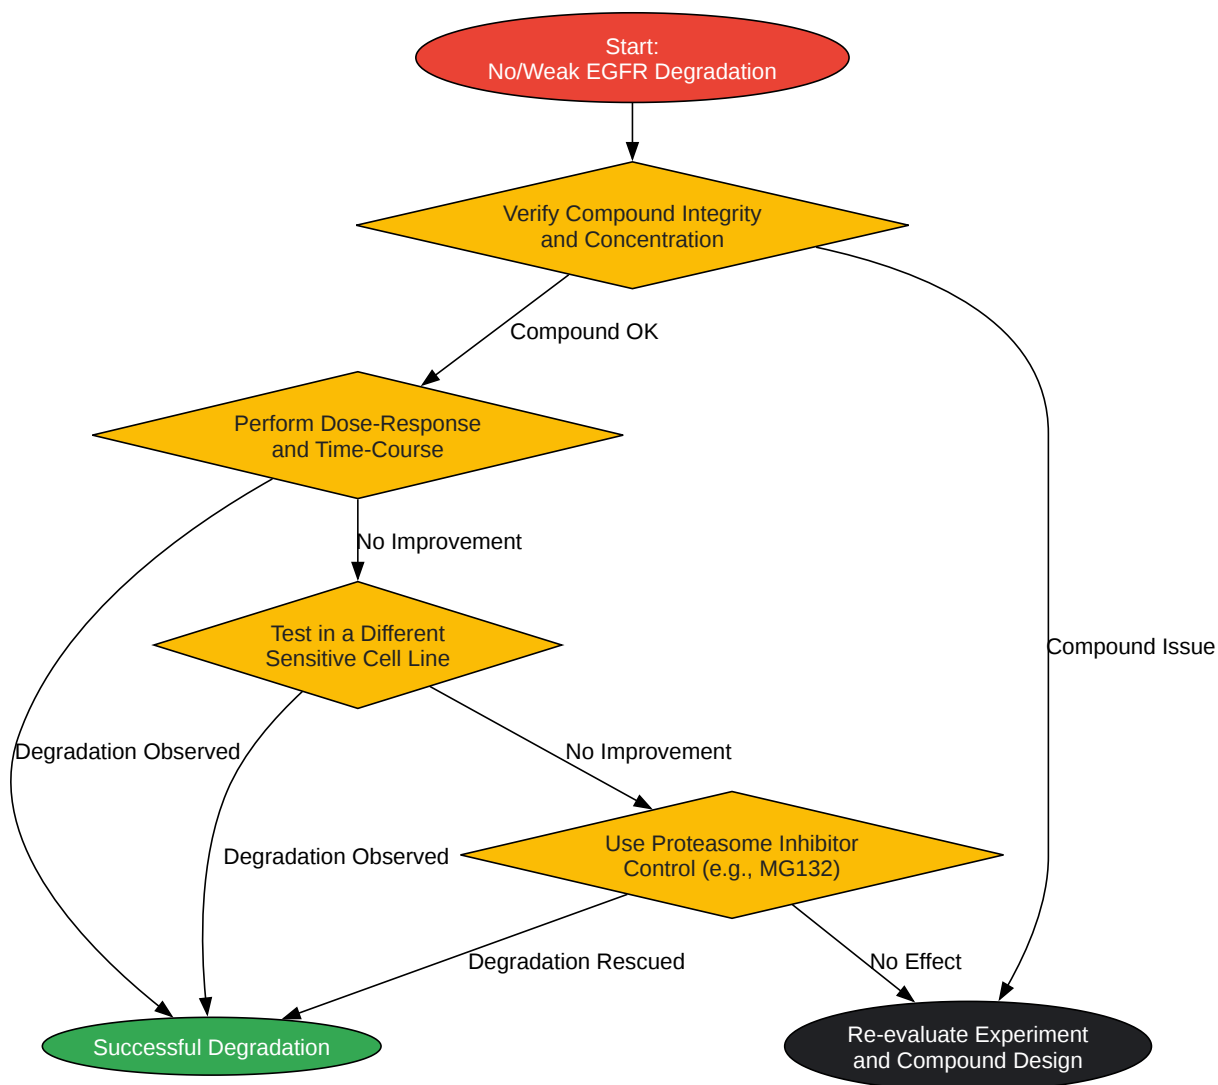 Start:
No/Weak EGFR Degradation
Verify Compound Integrity
and Concentration
Compound OK
Perform Dose-Response
and Time-Course
No Improvement
Test in a Different
Sensitive Cell Line
Compound Issue
Degradation Observed
No Improvement
Degradation Observed
Use Proteasome Inhibitor
Control (e.g., MG132)
Degradation Rescued
No Effect
Successful Degradation
Re-evaluate Experiment
and Compound Design